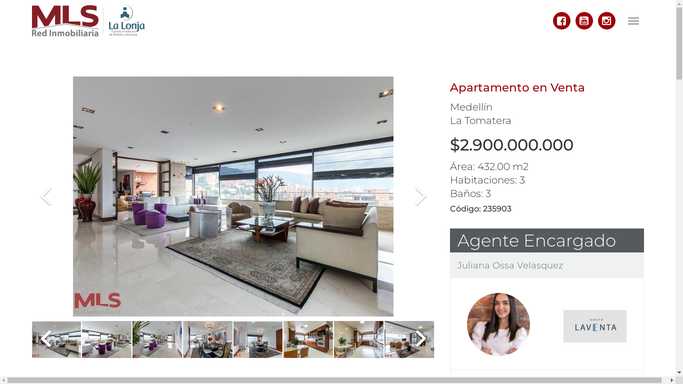 MLS
Red Inmobiliaria
La Lonja
Apartamento en Venta
Medellín
La Tomatera
$2.900.000.000
Área: 432.00 m2
Habitaciones: 3
Baños: 3
Código: 235903
MLS
Agente Encargado
Juliana Ossa Velasquez
LAVENTA